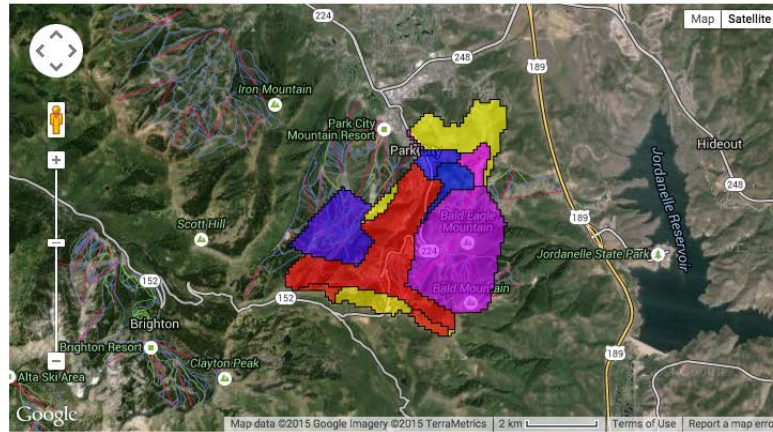 224
Map Satellite
248
189
Iron Mountain
Park City
Mountain Resort
Park
Hideout
248
Jordanelle Reservoir
Scott Hill
Bald Eagle
Mountain
189
224
Jordanelle State Park
152
Bald Mountain
152
Brighton
Brighton Resort
189
Clayton Peak
Alta Ski Area
Google
Map data ©2015 Google Imagery ©2015 TerraMetrics 2 km Terms of Use Report a map erro